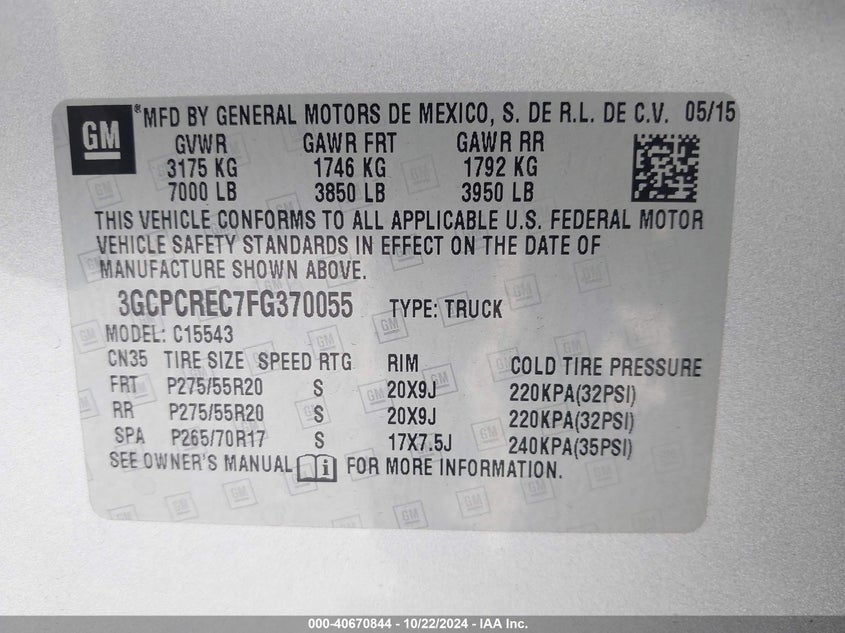 GM ® MFD BY GENERAL MOTORS DE MEXICO, S. DE R.L. DE C.V. 05/15
GVWR GAWR FRT GAWR RR
3175 KG 1746 KG 1792 KG
7000 LB 3850 LB 3950 LB
THIS VEHICLE CONFORMS TO ALL APPLICABLE U.S. FEDERAL MOTOR
VEHICLE SAFETY STANDARDS IN EFFECT ON THE DATE OF
MANUFACTURE SHOWN ABOVE.
3GCPCREC7FG370055 TYPE: TRUCK
MODEL: C15543
CN35 TIRE SIZE SPEED RTG RIM COLD TIRE PRESSURE
FRT P275/55R20 S 20X9J 220KPA(32PSI)
RR P275/55R20 S 20X9J 220KPA(32PSI)
SPA P265/70R17 S 17X7.5J 240KPA(35PSI)
SEE OWNER'S MANUAL i FOR MORE INFORMATION.
000-40670844 - 10/22/2024 - IAA Inc.